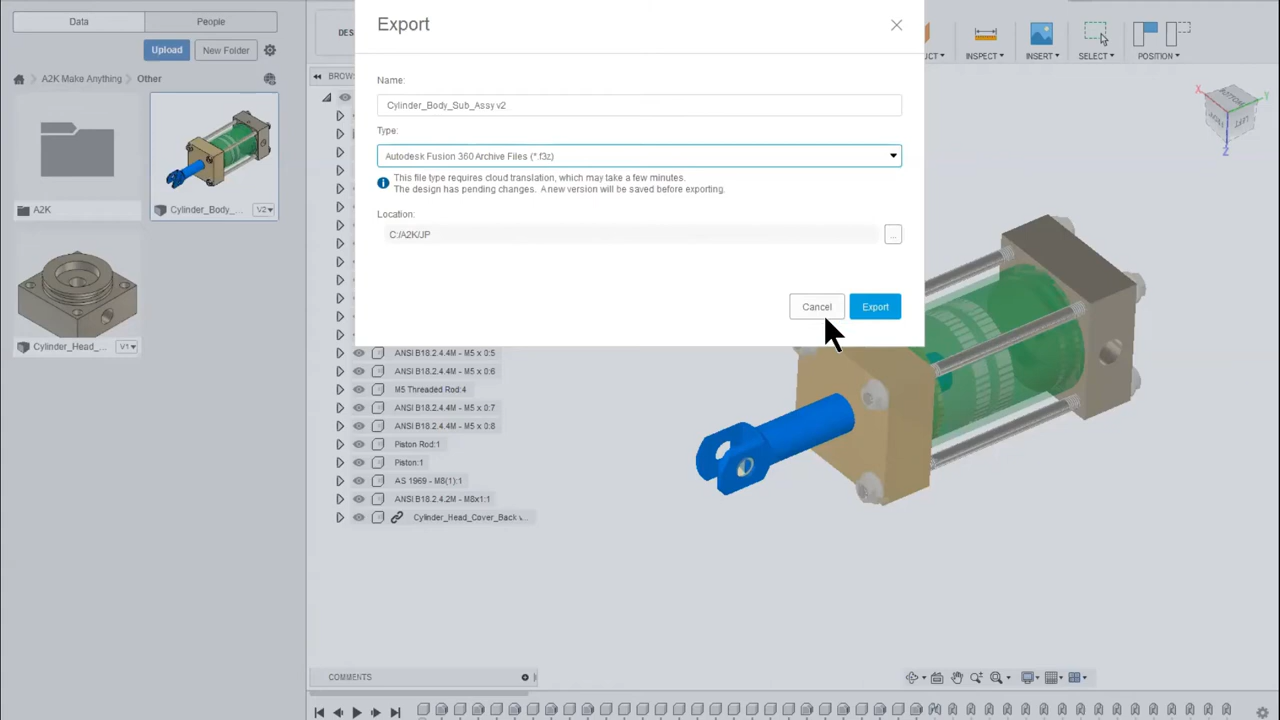 Data
People
Upload
New Folder
A2K Make Anything
Other
A2K
Cylinder_Body_...
V2
Cylinder_Head_...
V1
Export
Name:
Cylinder_Body_Sub_Assy v2
Type:
Autodesk Fusion 360 Archive Files (*.f3z)
This file type requires cloud translation, which may take a few minutes.
The design has pending changes. A new version will be saved before exporting.
Location:
C:/A2K/JP
...
Cancel
Export
INSPECT
INSERT
SELECT
POSITION
ANSI B18.2.4.4M - M5 x 0:5
ANSI B18.2.4.4M - M5 x 0:6
M5 Threaded Rod:4
ANSI B18.2.4.4M - M5 x 0:7
ANSI B18.2.4.4M - M5 x 0:8
Piston Rod:1
Piston:1
AS 1969 - M8(1):1
ANSI B18.2.4.2M - M8x1:1
Cylinder_Head_Cover_Back v...
COMMENTS
X
Y
Z
LEFT